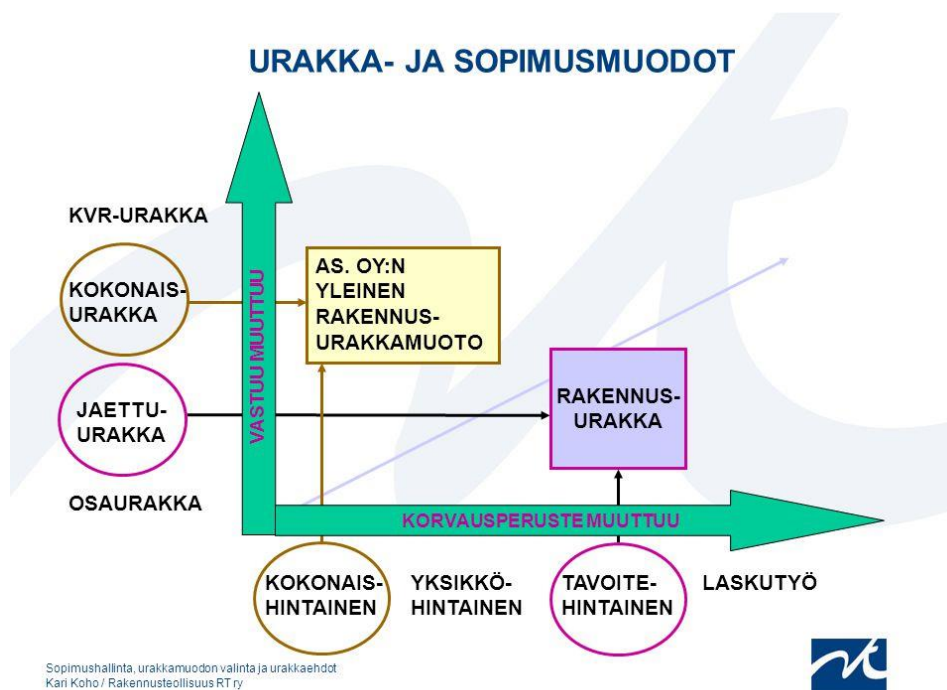 URAKKA- JA SOPIMUSMUODOT
KVR-URAKKA
KOKONAIS-
URAKKA
JAETTU-
URAKKA
OSAURAKKA
VASTUU MUUTTUU
AS. OY:N
YLEINEN
RAKENNUS-
URAKKAMUOTO
RAKENNUS-
URAKKA
KORVAUSPERUSTE MUUTTUU
KOKONAIS-
HINTAINEN
YKSIKKÖ-
HINTAINEN
TAVOITE-
HINTAINEN
LASKUTYÖ
Sopimushallinta, urakkamuodon valinta ja urakkaehdot
Kari Koho / Rakennusteollisuus RT ry